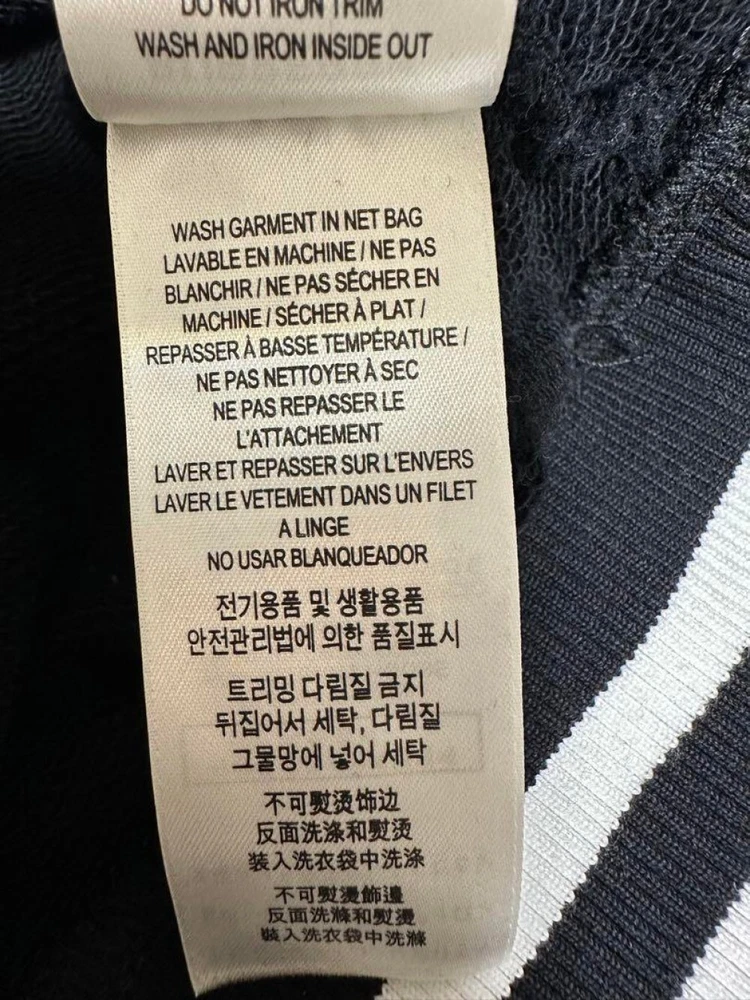 DO NOT IRON TRIM
WASH AND IRON INSIDE OUT
WASH GARMENT IN NET BAG
LAVABLE EN MACHINE / NE PAS
BLANCHIR / NE PAS SÉCHER EN
MACHINE / SÉCHER À PLAT /
REPASSER À BASSE TEMPÉRATURE /
NE PAS NETTOYER À SEC
NE PAS REPASSER LE
L'ATTACHEMENT
LAVER ET REPASSER SUR L'ENVERS
LAVER LE VETEMENT DANS UN FILET
A LINGE
NO USAR BLANQUEADOR
전기용품 및 생활용품
안전관리법에 의한 품질표시
트리밍 다림질 금지
뒤집어서 세탁, 다림질
그물망에 넣어 세탁
不可熨烫饰边
反面洗涤和熨烫
装入洗衣袋中洗涤
不可熨燙飾邊
反面洗滌和熨燙
裝入洗衣袋中洗滌